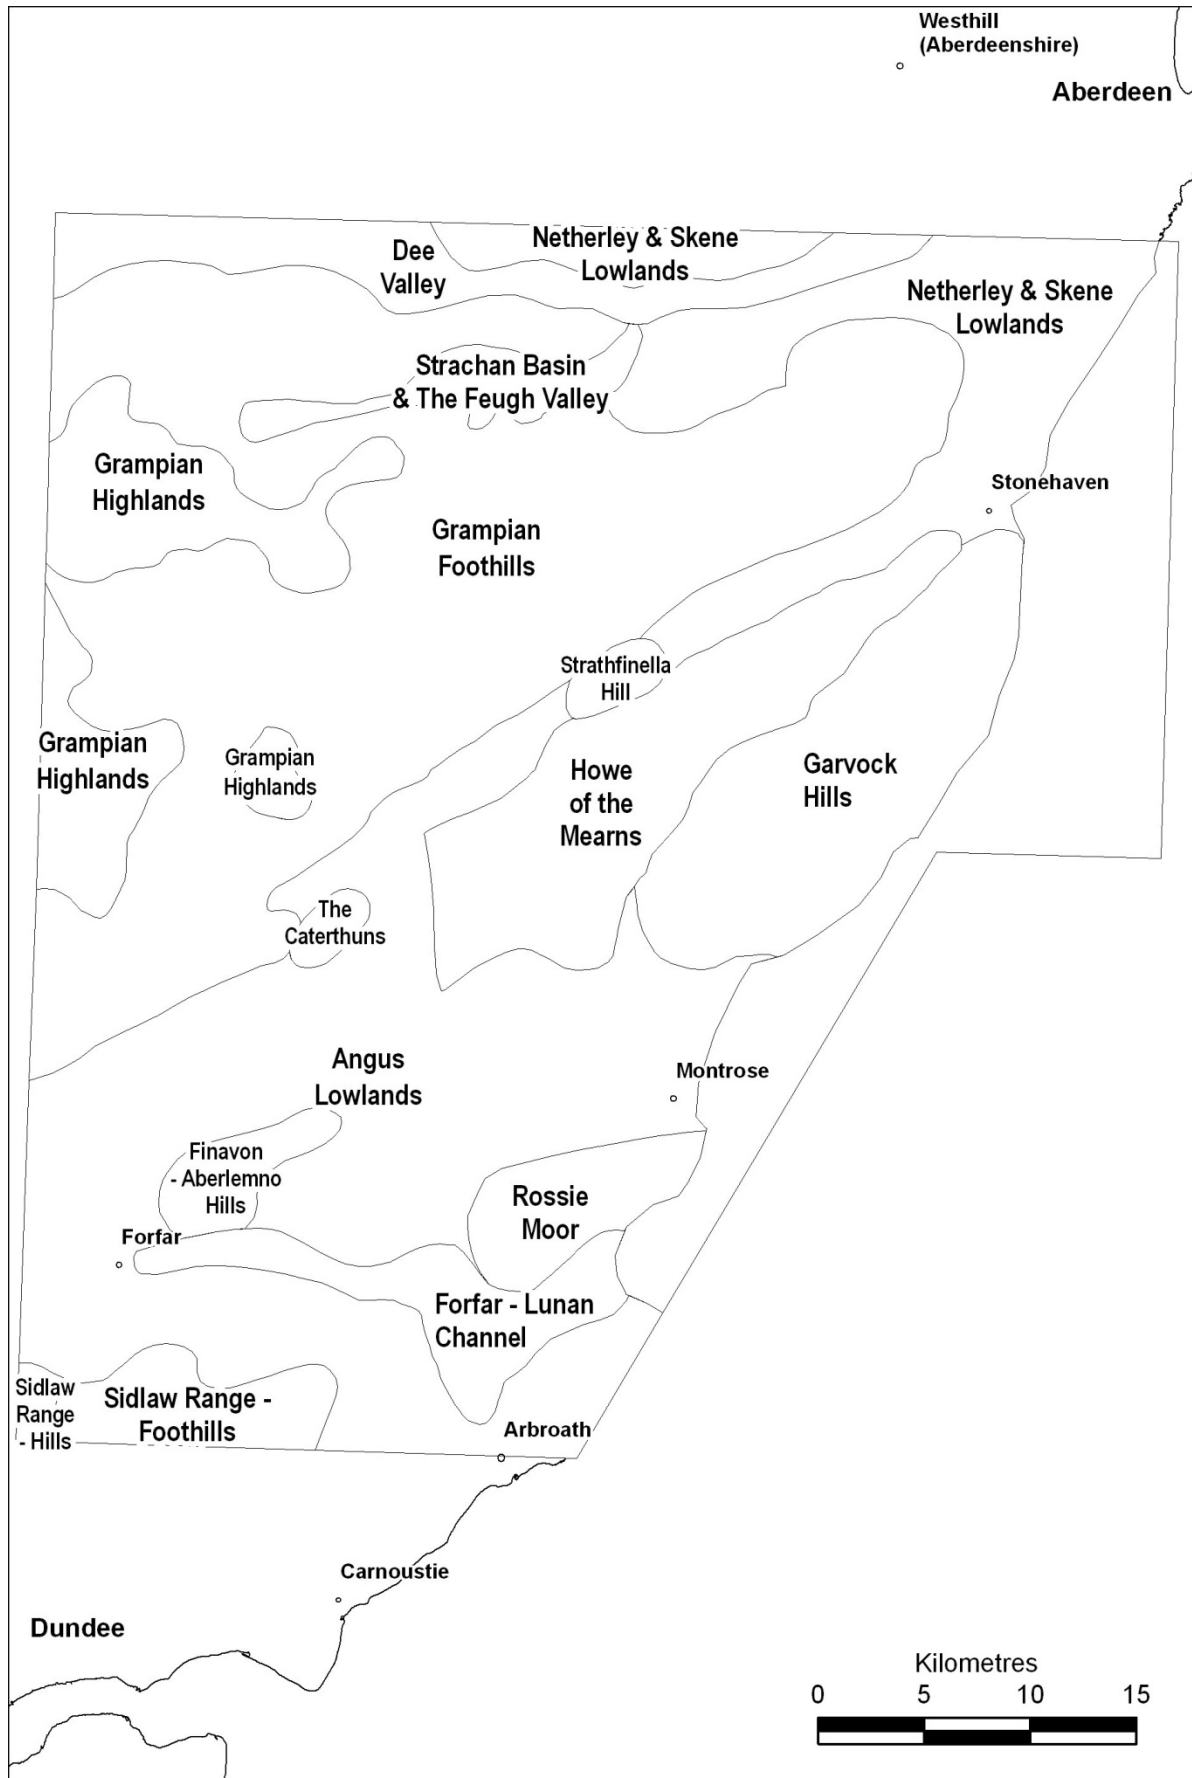 Westhill
(Aberdeenshire)
Aberdeen
Netherley & Skene
Lowlands
Dee
Valley
Netherley & Skene
Lowlands
Strachan Basin
& The Feugh Valley
Grampian
Highlands
Stonehaven
Grampian
Foothills
Strathfinella
Hill
Grampian
Highlands
Grampian
Highlands
Howe
of the
Mearns
Garvock
Hills
The
Caterthuns
Angus
Lowlands
Montrose
Finavon
- Aberlemno
Hills
Rossie
Moor
Forfar
Forfar - Lunan
Channel
Sidlaw
Range
- Hills
Sidlaw Range -
Foothills
Arbroath
Carnoustie
Dundee
Kilometres
0 5 10 15